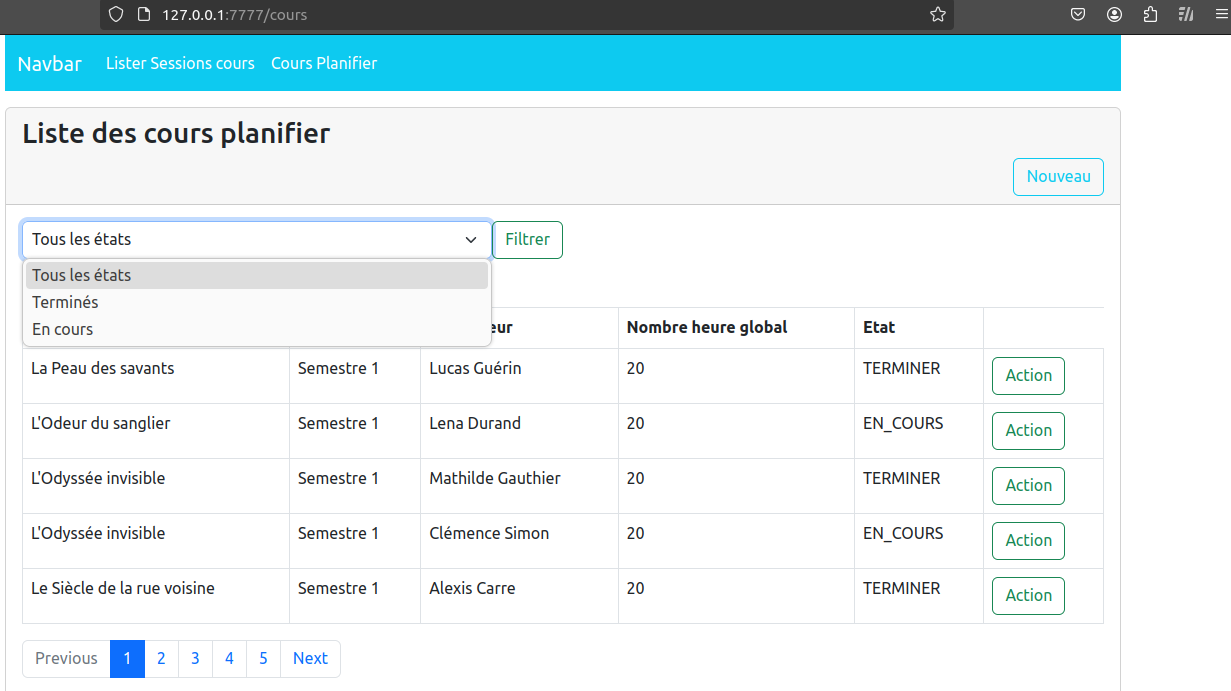 127.0.0.1:7777/cours
Navbar Lister Sessions cours Cours Planifier
Liste des cours planifier
Nouveau
Tous les états Filtrer
Tous les états
Terminés
En cours
Nombre heure global Etat
La Peau des savants Semestre 1 Lucas Guérin 20 TERMINER Action
L'Odeur du sanglier Semestre 1 Lena Durand 20 EN_COURS Action
L'Odyssée invisible Semestre 1 Mathilde Gauthier 20 TERMINER Action
L'Odyssée invisible Semestre 1 Clémence Simon 20 EN_COURS Action
Le Siècle de la rue voisine Semestre 1 Alexis Carre 20 TERMINER Action
Previous 1 2 3 4 5 Next